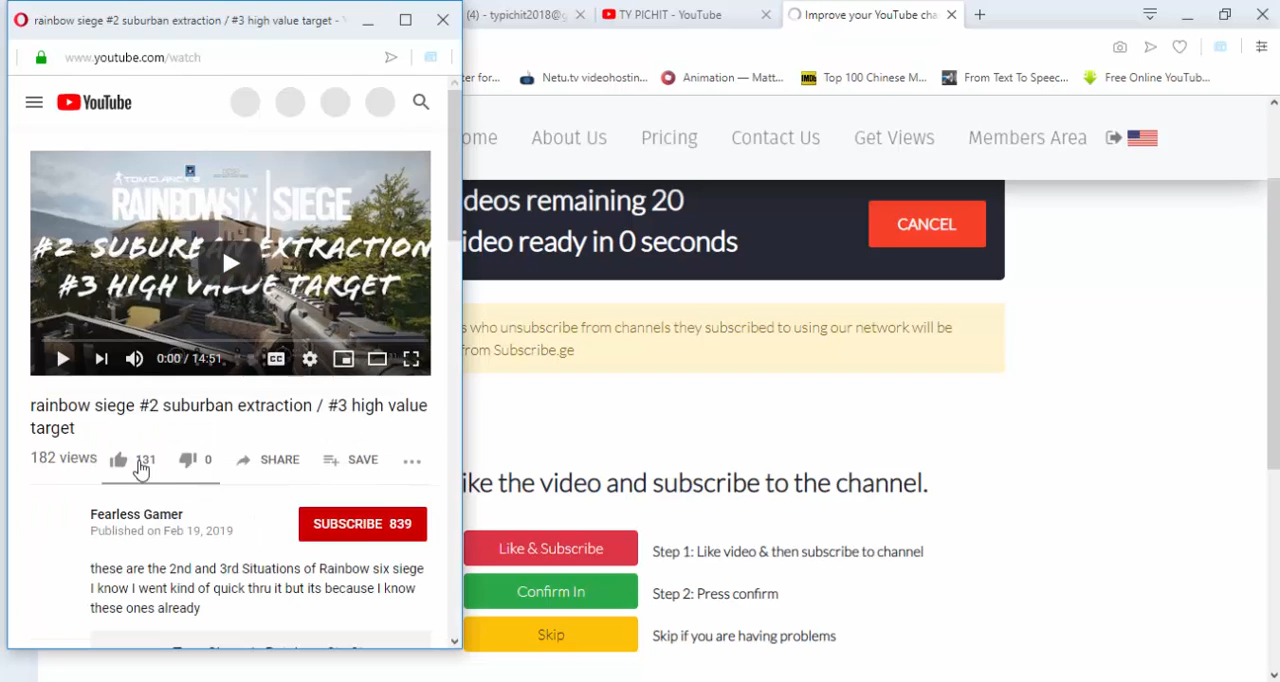 rainbow siege #2 suburban extraction / #3 high value target -
(4) - typichit2018@g
TY PICHIT - YouTube
Improve your YouTube cha
www.youtube.com/watch
ter for...
Netu.tv videohostin...
Animation — Matt...
IMDb
Top 100 Chinese M...
From Text To Speec...
Free Online YouTub...
YouTube
ome
About Us
Pricing
Contact Us
Get Views
Members Area
TOM CLANCY'S
RAINBOW SIX | SIEGE
#2 SUBURBAN EXTRACTION
#3 HIGH VALUE TARGET
0:00 / 14:51
CC
deos remaining 20
ideo ready in 0 seconds
CANCEL
s who unsubscribe from channels they subscribed to using our network will be
from Subscribe.ge
rainbow siege #2 suburban extraction / #3 high value
target
182 views
131
0
SHARE
SAVE
Fearless Gamer
Published on Feb 19, 2019
SUBSCRIBE 839
these are the 2nd and 3rd Situations of Rainbow six siege
I know I went kind of quick thru it but its because I know
these ones already
ike the video and subscribe to the channel.
Like & Subscribe
Step 1: Like video & then subscribe to channel
Confirm In
Step 2: Press confirm
Skip
Skip if you are having problems